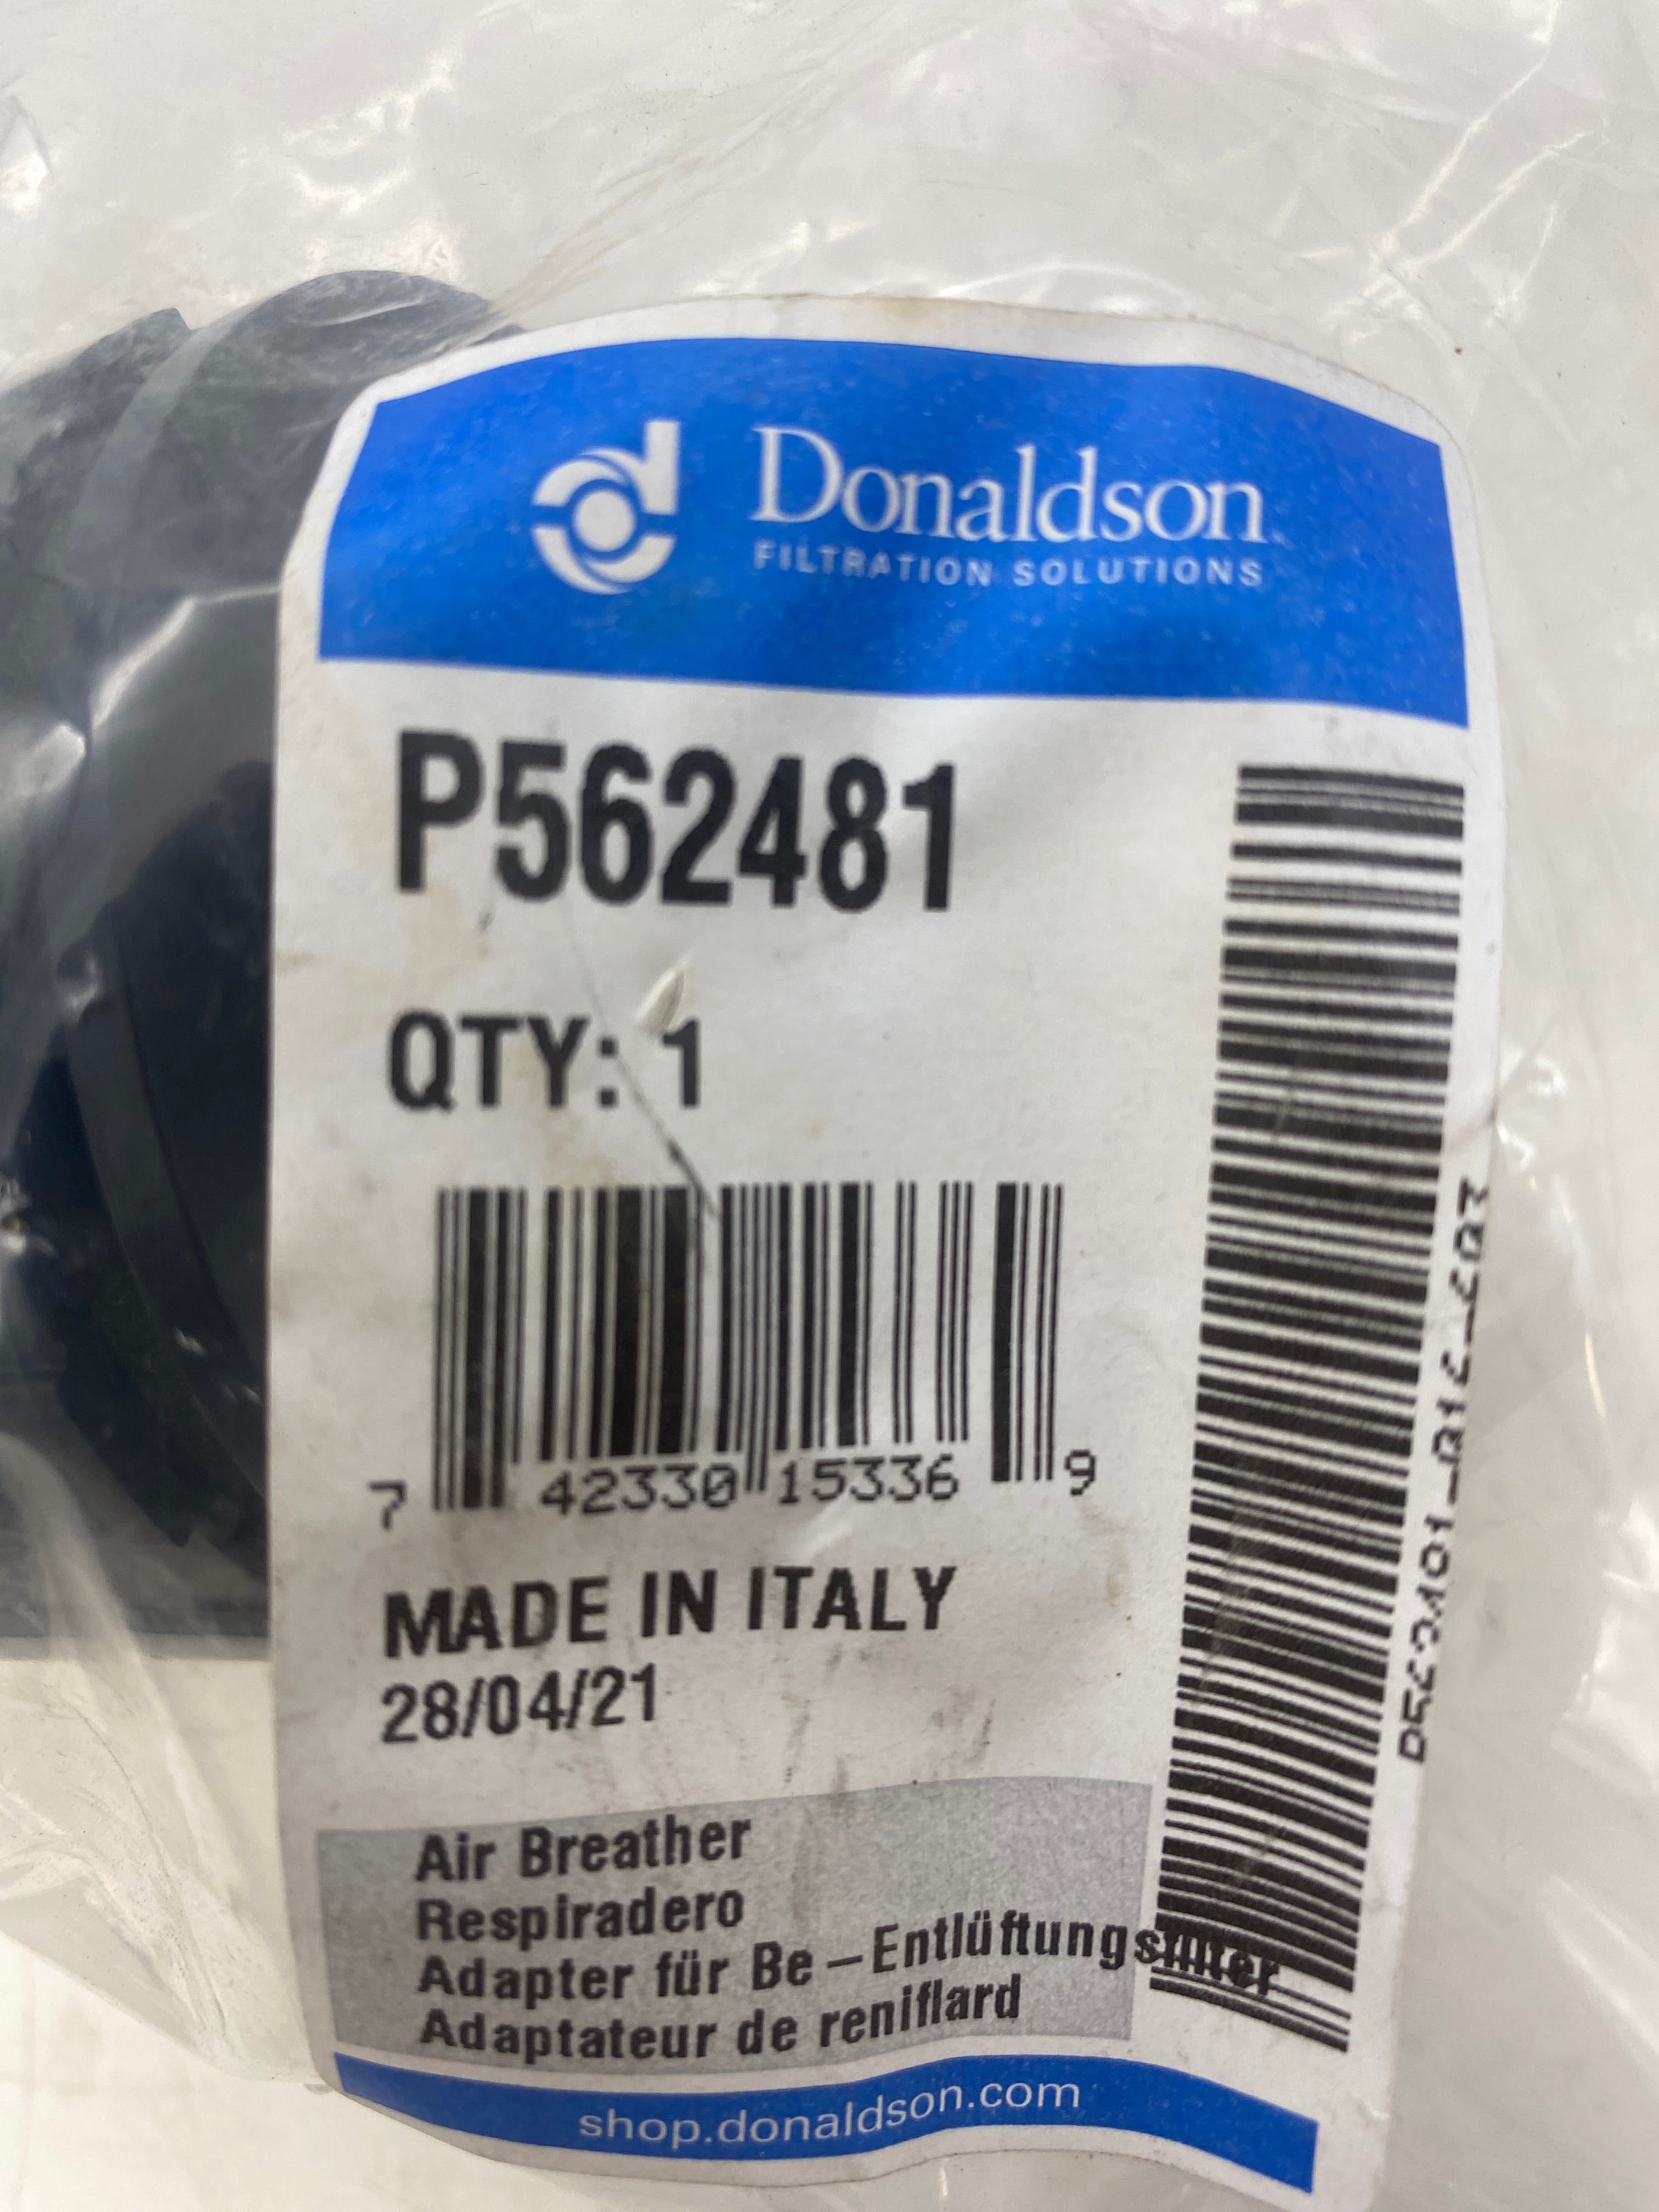 Donaldson
FILTRATION SOLUTIONS
P562481
QTY: 1
7 42330 15336 9
MADE IN ITALY
28/04/21
Air Breather
Respiradero
Adapter für Be-Entlüftungsfilter
Adaptateur de reniflard
shop.donaldson.com